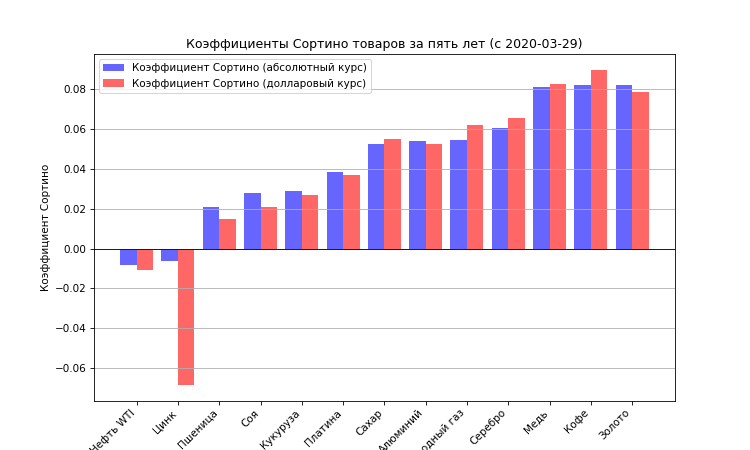 Коэффициенты Сортино товаров за пять лет (с 2020-03-29)
Коэффициент Сортино (абсолютный курс)
Коэффициент Сортино (долларовый курс)
Коэффициент Сортино
0.08
0.06
0.04
0.02
0.00
−0.02
−0.04
−0.06
Нефть WTI
Цинк
Пшеница
Соя
Кукуруза
Платина
Сахар
Алюминий
газ
Серебро
Медь
Кофе
Золото